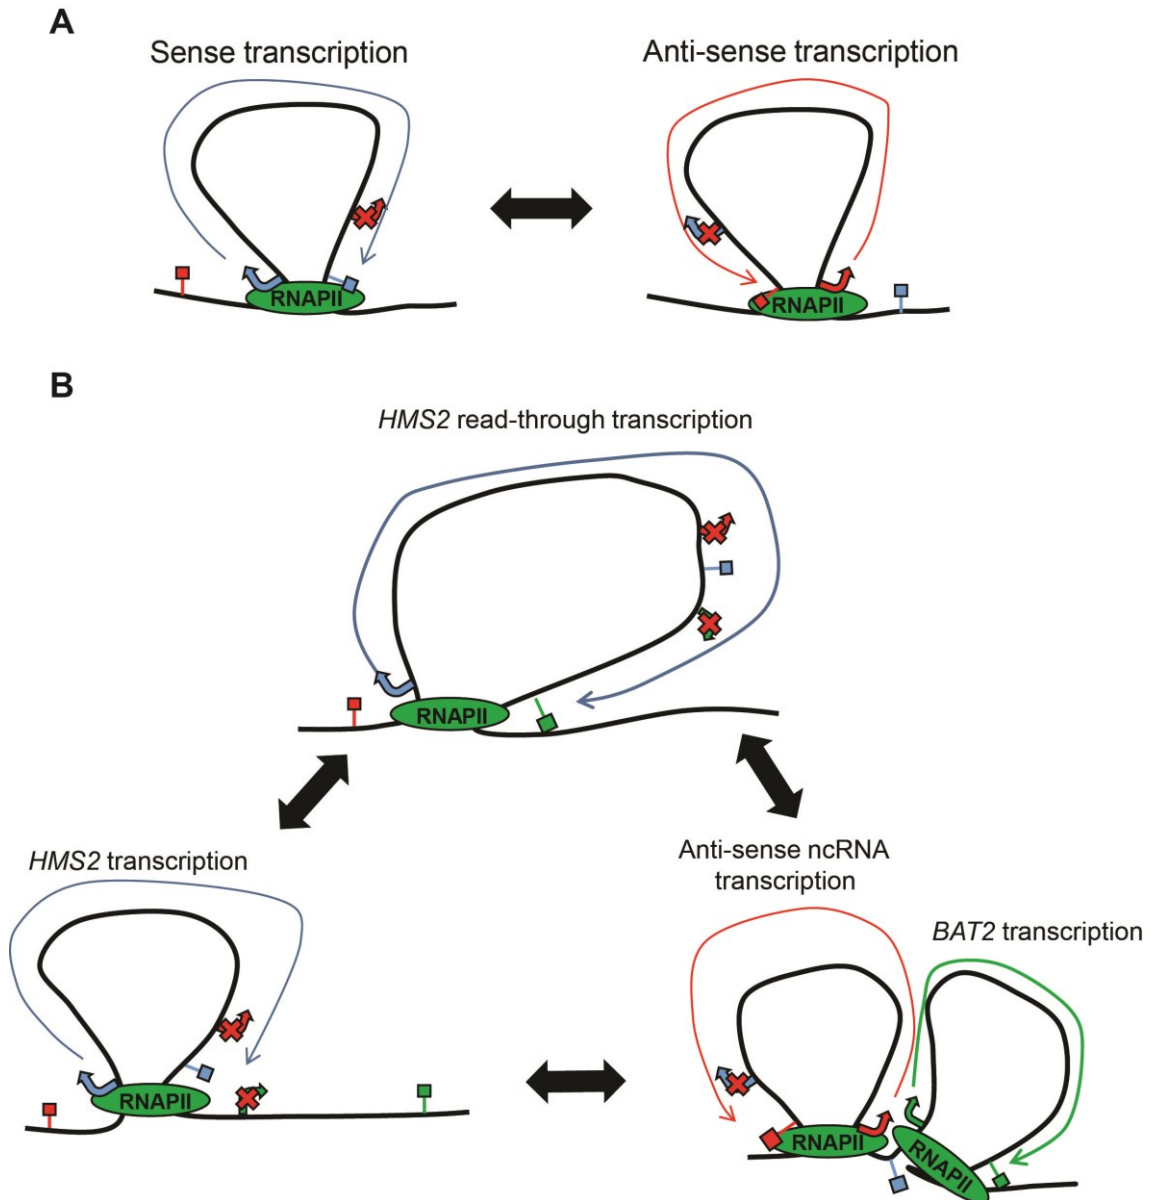 A
Sense transcription
Anti-sense transcription
RNAPII
RNAPII
B
HMS2 read-through transcription
RNAPII
HMS2 transcription
RNAPII
Anti-sense ncRNA
transcription
BAT2 transcription
RNAPII
RNAPII